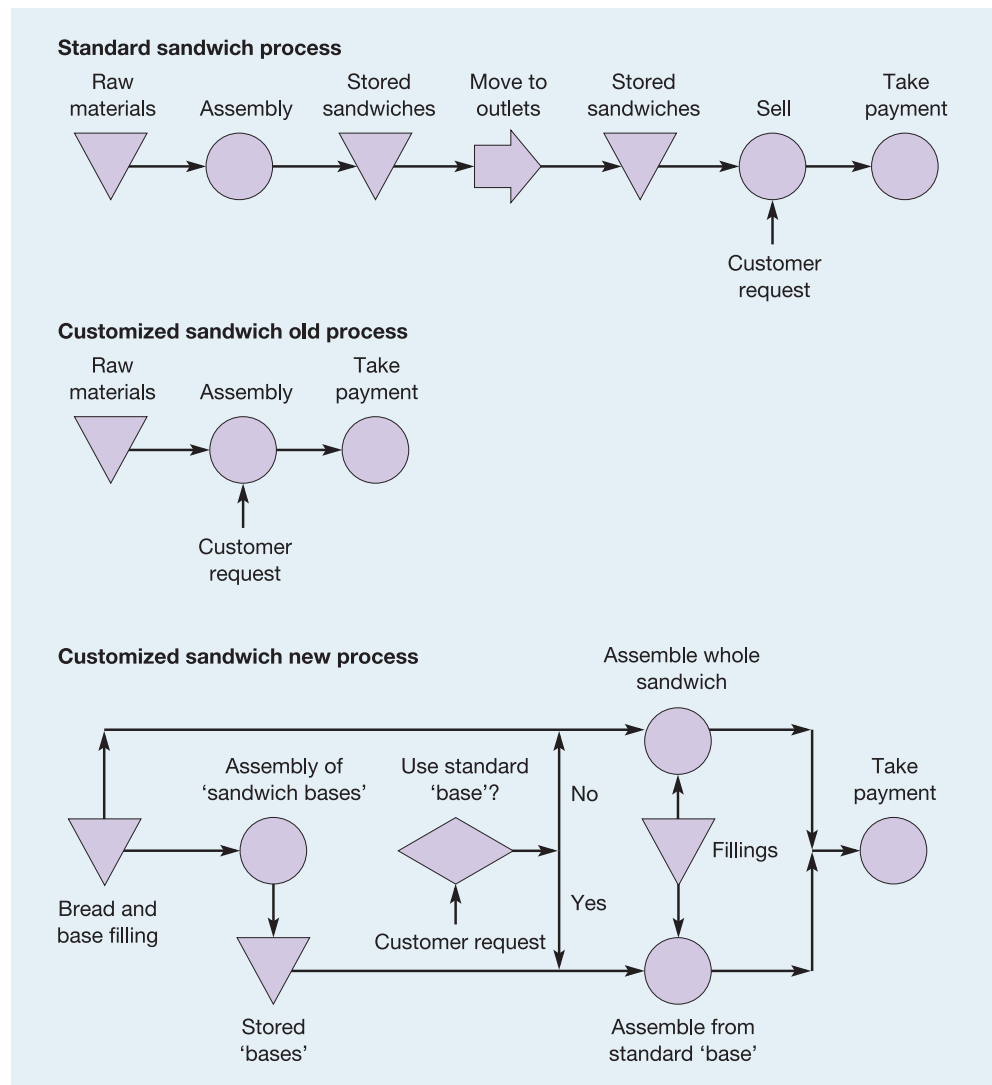 Standard sandwich process
Raw
materials
Assembly
Stored
sandwiches
Move to
outlets
Stored
sandwiches
Sell
Take
payment
Customer
request
Customized sandwich old process
Raw
materials
Assembly
Take
payment
Customer
request
Customized sandwich new process
Assemble whole
sandwich
Assembly of
‘sandwich bases’
Use standard
‘base’?
No
Take
payment
Fillings
Yes
Bread and
base filling
Customer request
Stored
‘bases’
Assemble from
standard ‘base’